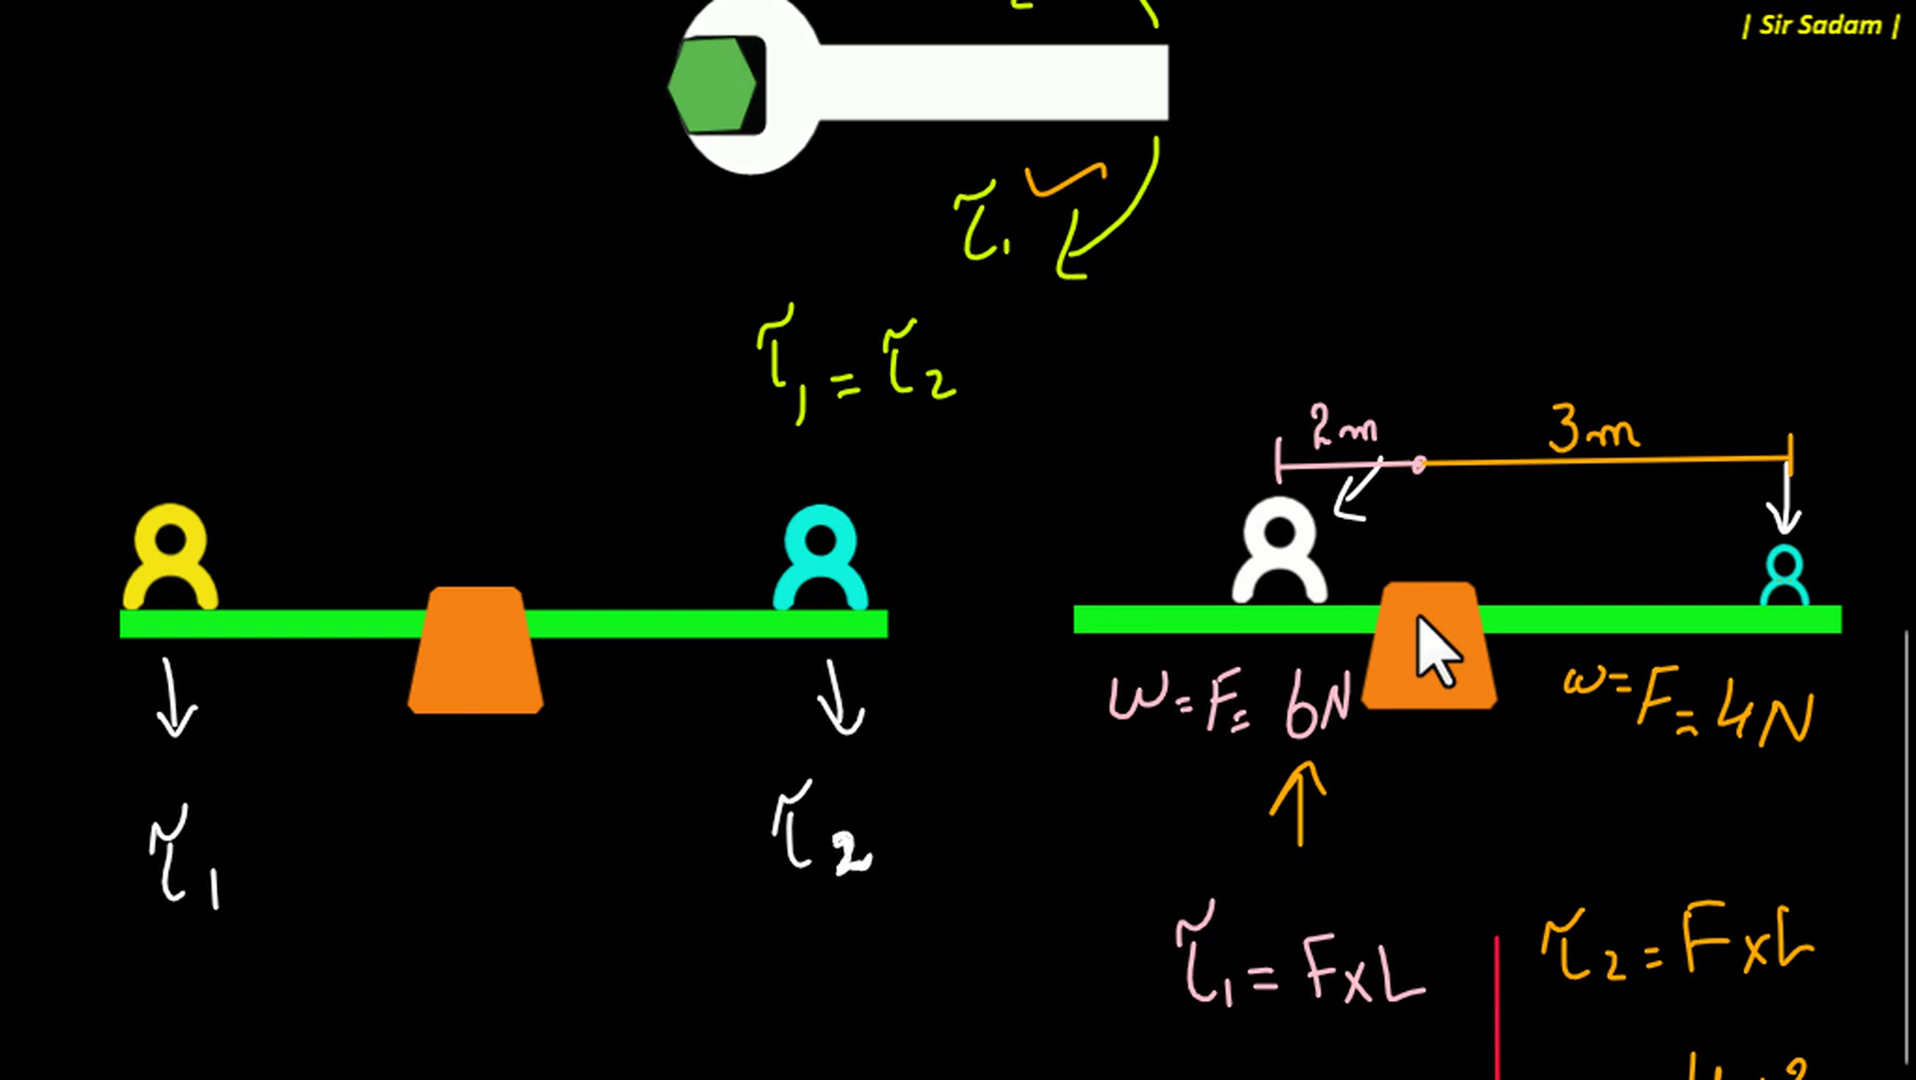 | Sir Sadam |
τ₁
τ₁ = τ₂
2m 3m
w = F = 6N
w = F = 4N
τ₁
τ₂
τ₁ = F x L
τ₂ = F x L